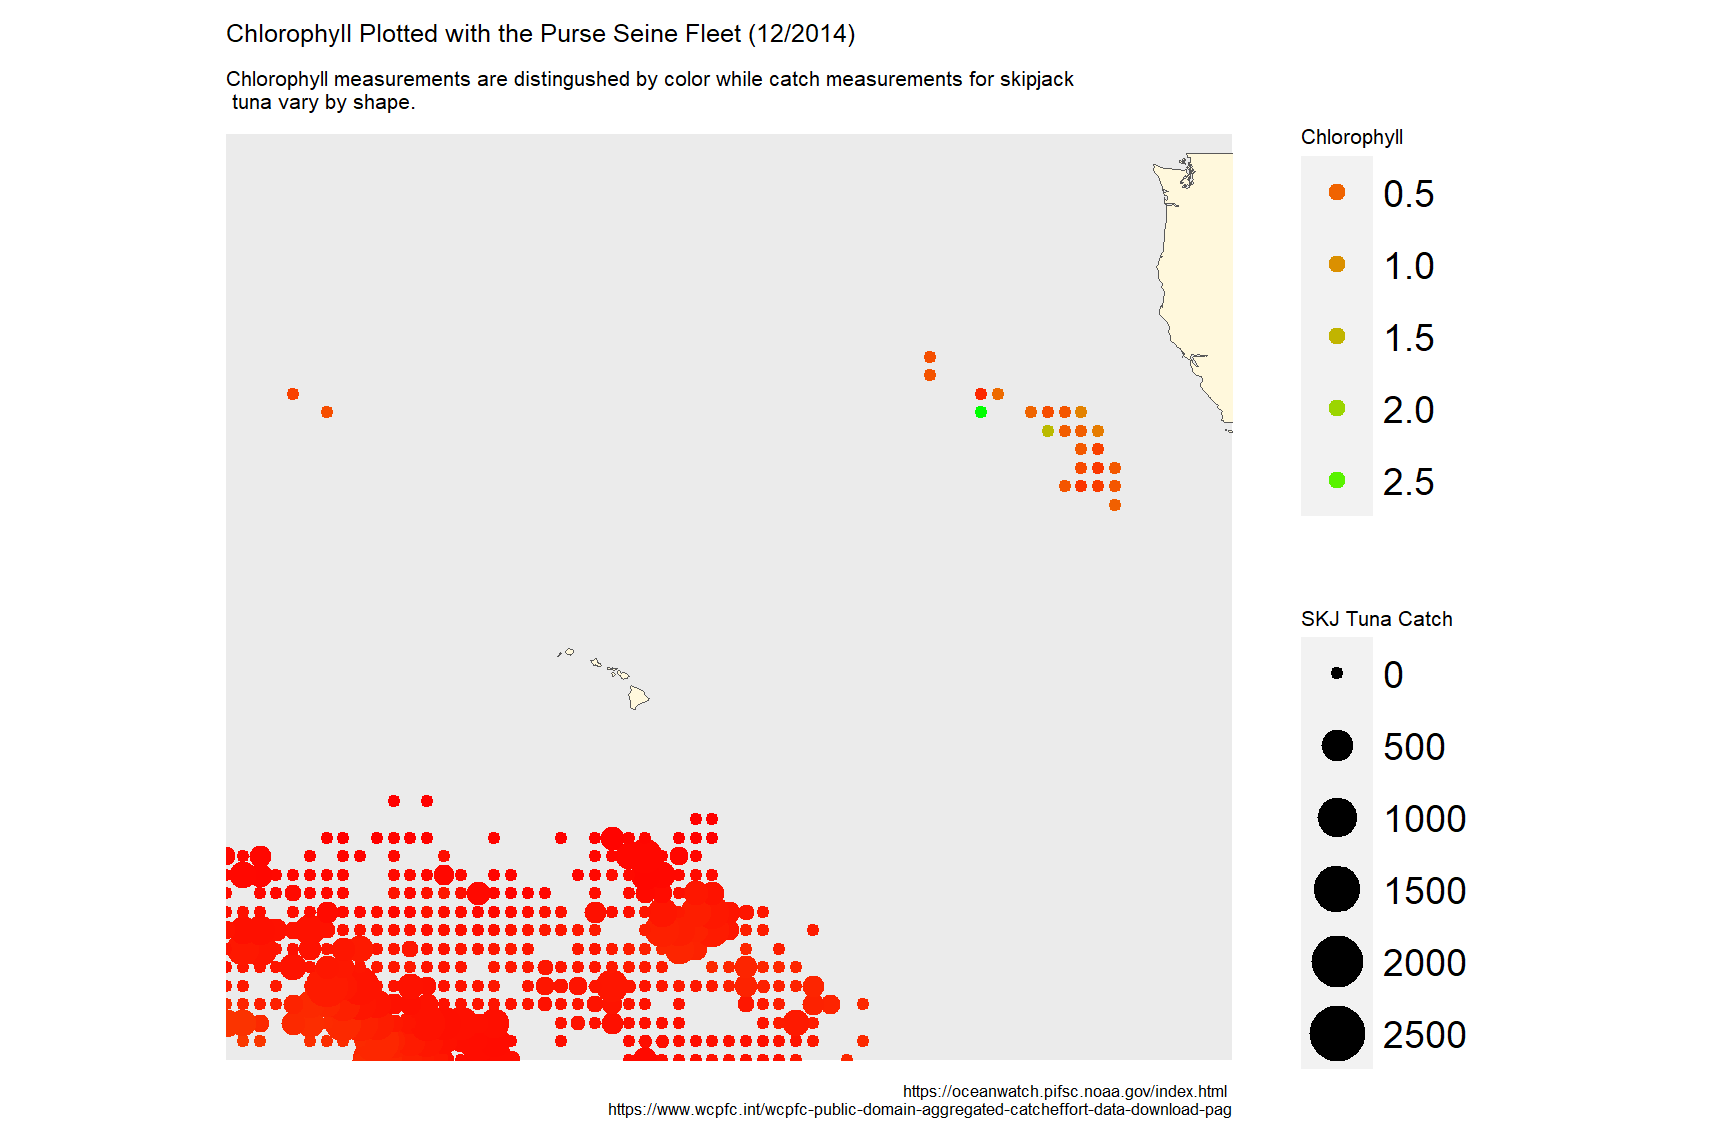 Chlorophyll Plotted with the Purse Seine Fleet (12/2014)
Chlorophyll measurements are distingushed by color while catch measurements for skipjack
tuna vary by shape.
Chlorophyll
0.5
1.0
1.5
2.0
2.5
SKJ Tuna Catch
0
500
1000
1500
2000
2500
https://oceanwatch.pifsc.noaa.gov/index.html
https://www.wcpfc.int/wcpfc-public-domain-aggregated-catcheffort-data-download-pag